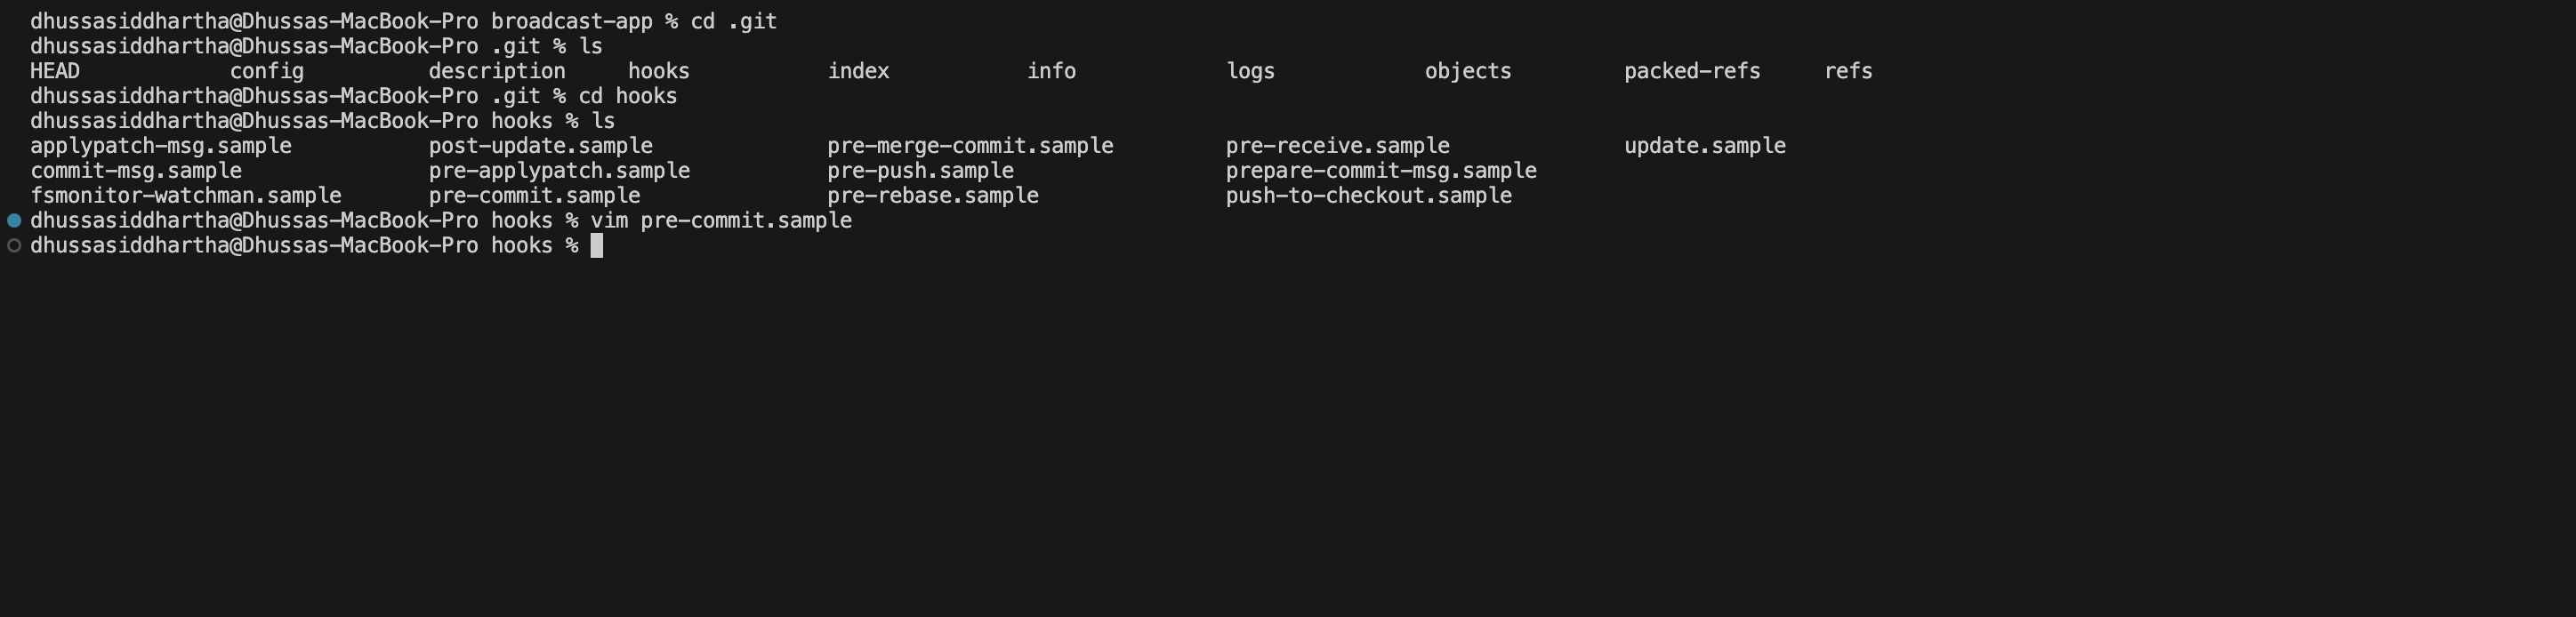 dhussasiddhartha@Dhussas-MacBook-Pro broadcast-app % cd .git
dhussasiddhartha@Dhussas-MacBook-Pro .git % ls
HEAD config description hooks index info logs objects packed-refs refs
dhussasiddhartha@Dhussas-MacBook-Pro .git % cd hooks
dhussasiddhartha@Dhussas-MacBook-Pro hooks % ls
applypatch-msg.sample post-update.sample pre-merge-commit.sample pre-receive.sample update.sample
commit-msg.sample pre-applypatch.sample pre-push.sample prepare-commit-msg.sample
fsmonitor-watchman.sample pre-commit.sample pre-rebase.sample push-to-checkout.sample
dhussasiddhartha@Dhussas-MacBook-Pro hooks % vim pre-commit.sample
dhussasiddhartha@Dhussas-MacBook-Pro hooks %